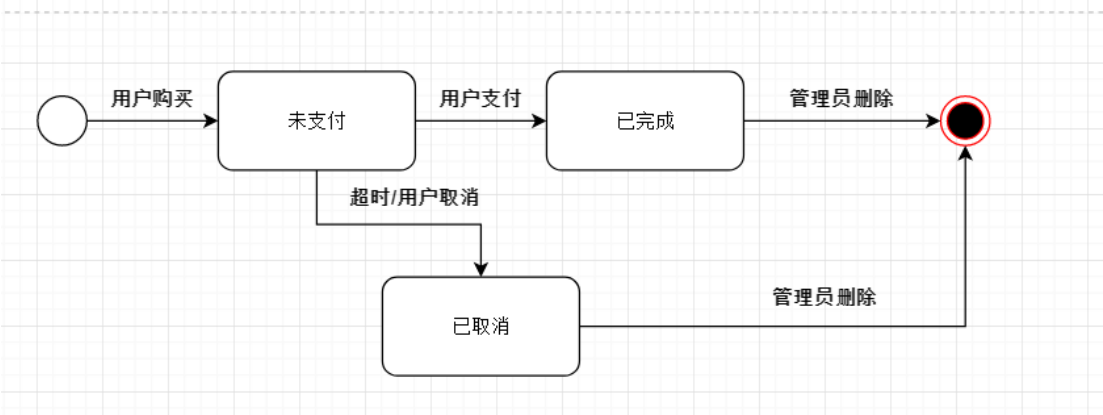 用户购买
未支付
用户支付
已完成
管理员删除
超时/用户取消
已取消
管理员删除